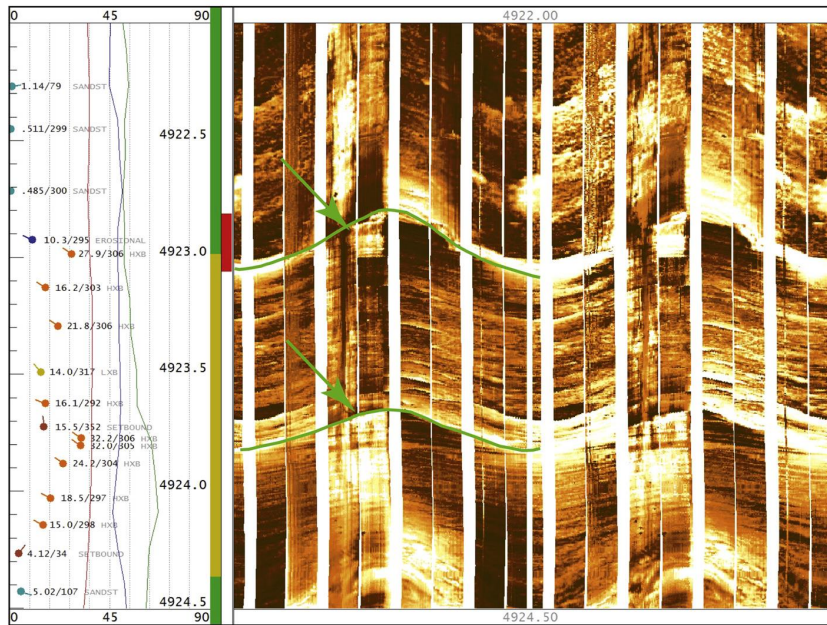 0 45 90
4922.00
1.14/79 SANDST
4922.5
.511/299 SANDST
.485/300 SANDST
10.3/295 EROSIONAL
4923.0
27.9/306 HXB
16.2/303 HXB
21.8/306 HXB
4923.5
14.0/317 LXB
16.1/292 HXB
15.5/352 SETBOUND
32.2/306 HXB
32.0/305 HXB
24.2/304 HXB
4924.0
18.5/297 HXB
15.0/298 HXB
4.12/34 SETBOUND
5.02/107 SANDST
4924.5
0 45 90
4924.50